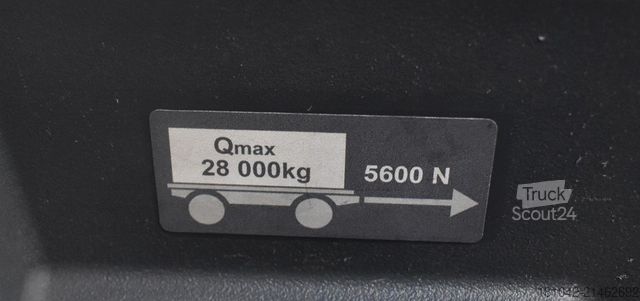 Qmax
28 000kg
5600 N
Truck
Scout24